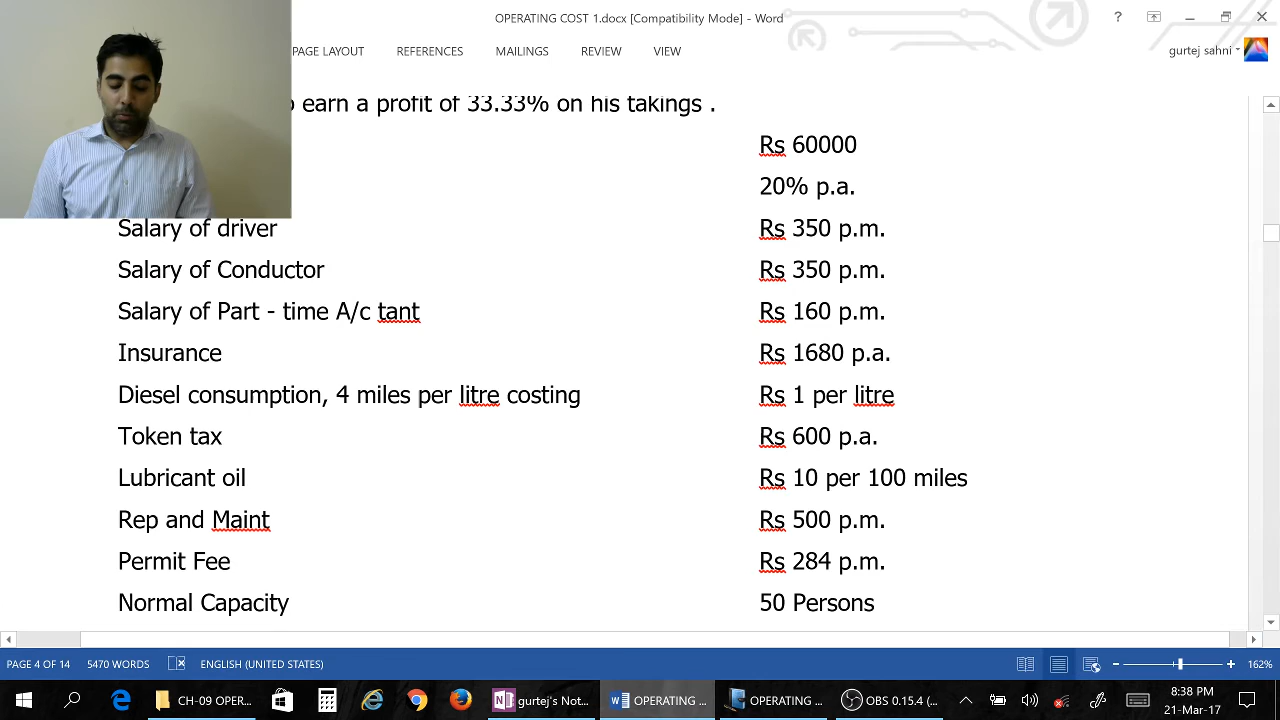 OPERATING COST 1.docx [Compatibility Mode] - Word
?
PAGE LAYOUT REFERENCES MAILINGS REVIEW VIEW
gurtej sahni
earn a profit of 33.33% on his takings .
Rs 60000
20% p.a.
Salary of driver Rs 350 p.m.
Salary of Conductor Rs 350 p.m.
Salary of Part - time A/c tant Rs 160 p.m.
Insurance Rs 1680 p.a.
Diesel consumption, 4 miles per litre costing Rs 1 per litre
Token tax Rs 600 p.a.
Lubricant oil Rs 10 per 100 miles
Rep and Maint Rs 500 p.m.
Permit Fee Rs 284 p.m.
Normal Capacity 50 Persons
PAGE 4 OF 14 5470 WORDS ENGLISH (UNITED STATES) 162%
CH-09 OPER... gurtej's Not... OPERATING ... OPERATING ... OBS 0.15.4 (... 8:38 PM
21-Mar-17